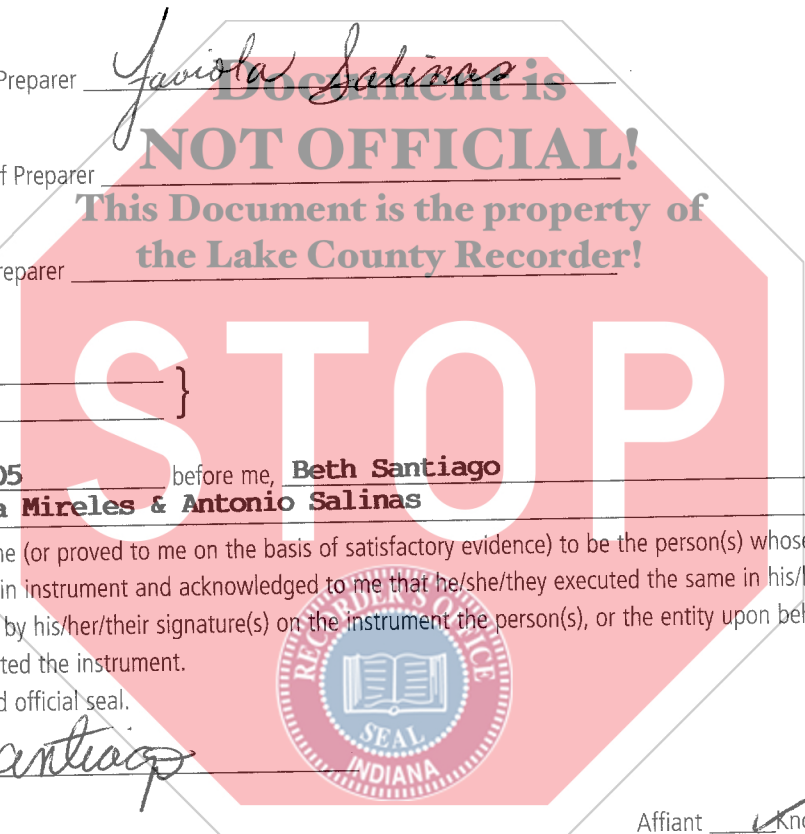 Preparer Faviola Salinas
Document is
NOT OFFICIAL!
f Preparer
This Document is the property of
the Lake County Recorder!
reparer
STOP
}
05 before me, Beth Santiago
a Mireles & Antonio Salinas
ne (or proved to me on the basis of satisfactory evidence) to be the person(s) whose
in instrument and acknowledged to me that he/she/they executed the same in his/h
by his/her/their signature(s) on the instrument the person(s), or the entity upon beh
ted the instrument.
d official seal.
RECORDER'S OFFICE
SEAL
INDIANA
antiago
Affiant Kno